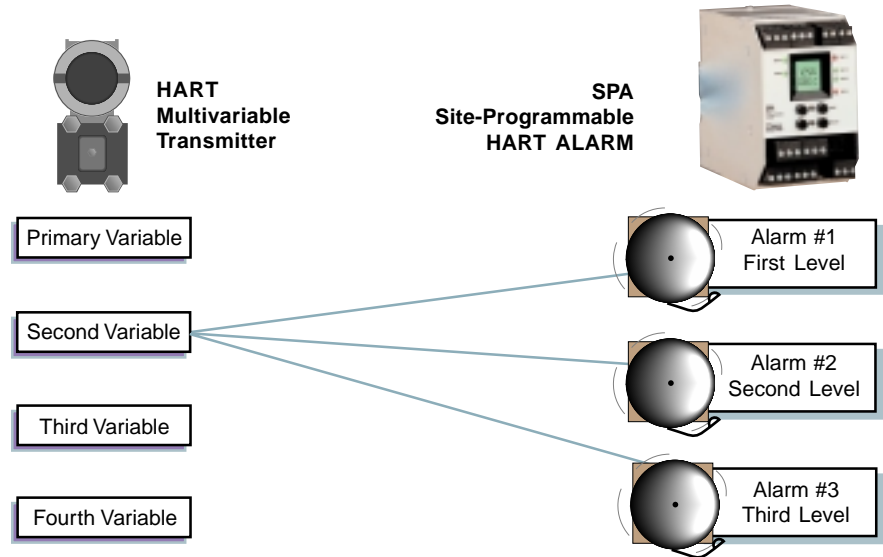 HART
Multivariable
Transmitter
SPA
Site-Programmable
HART ALARM
Primary Variable
Second Variable
Third Variable
Fourth Variable
Alarm #1
First Level
Alarm #2
Second Level
Alarm #3
Third Level